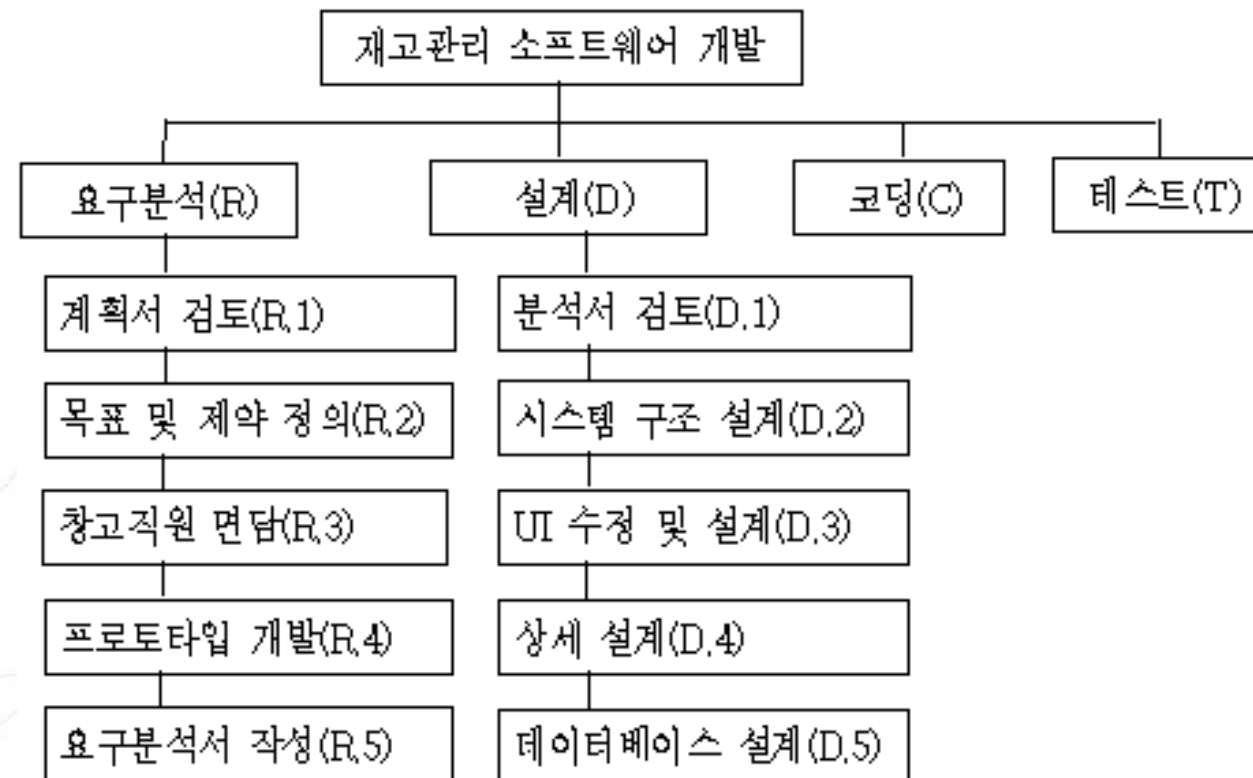 재고관리 소프트웨어 개발
요구분석(R)
설계(D)
코딩(C)
테스트(T)
계획서 검토(R,1)
분석서 검토(D,1)
목표 및 제약 정의(R,2)
시스템 구조 설계(D,2)
창고직원 면담(R,3)
UI 수정 및 설계(D,3)
프로토타입 개발(R,4)
상세 설계(D,4)
요구분석서 작성(R,5)
데이터베이스 설계(D,5)